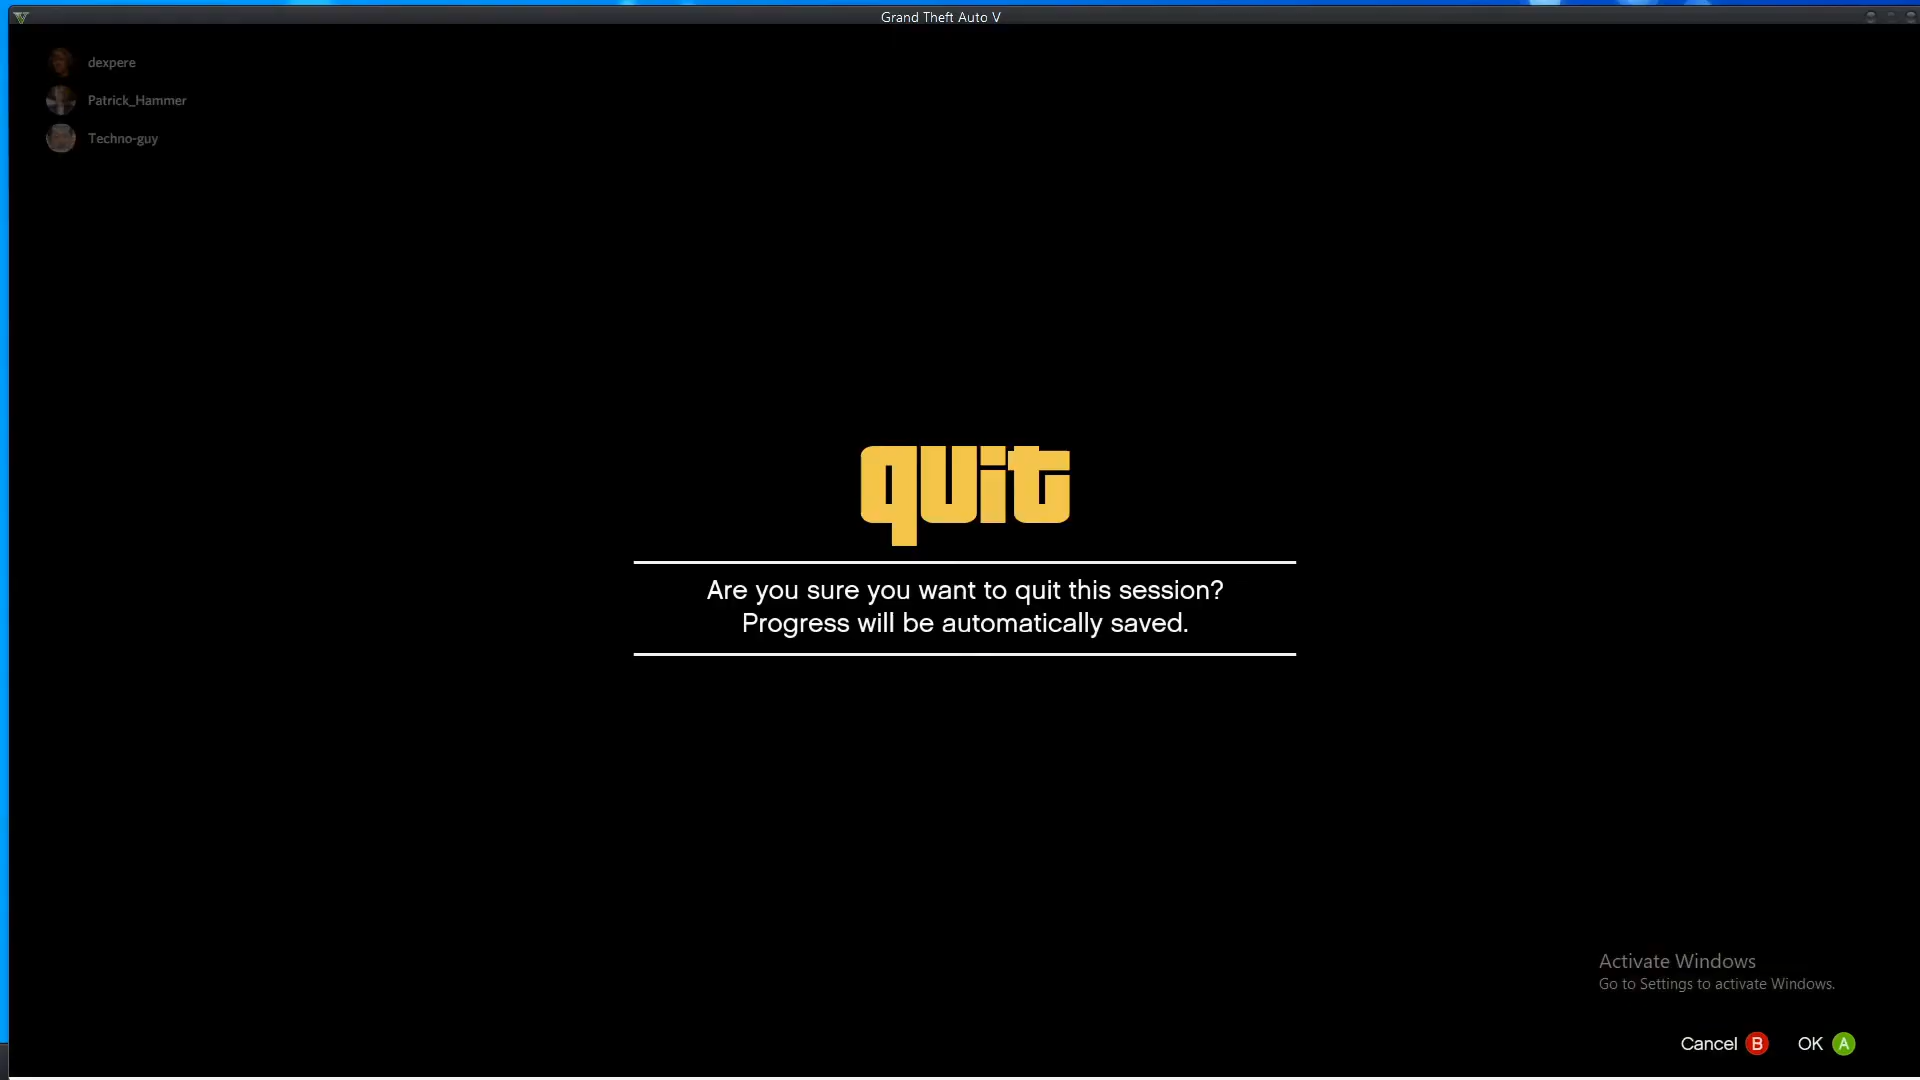 Grand Theft Auto V
dexpere
Patrick_Hammer
Techno-guy
quit
Are you sure you want to quit this session?
Progress will be automatically saved.
Activate Windows
Go to Settings to activate Windows.
Cancel B OK A